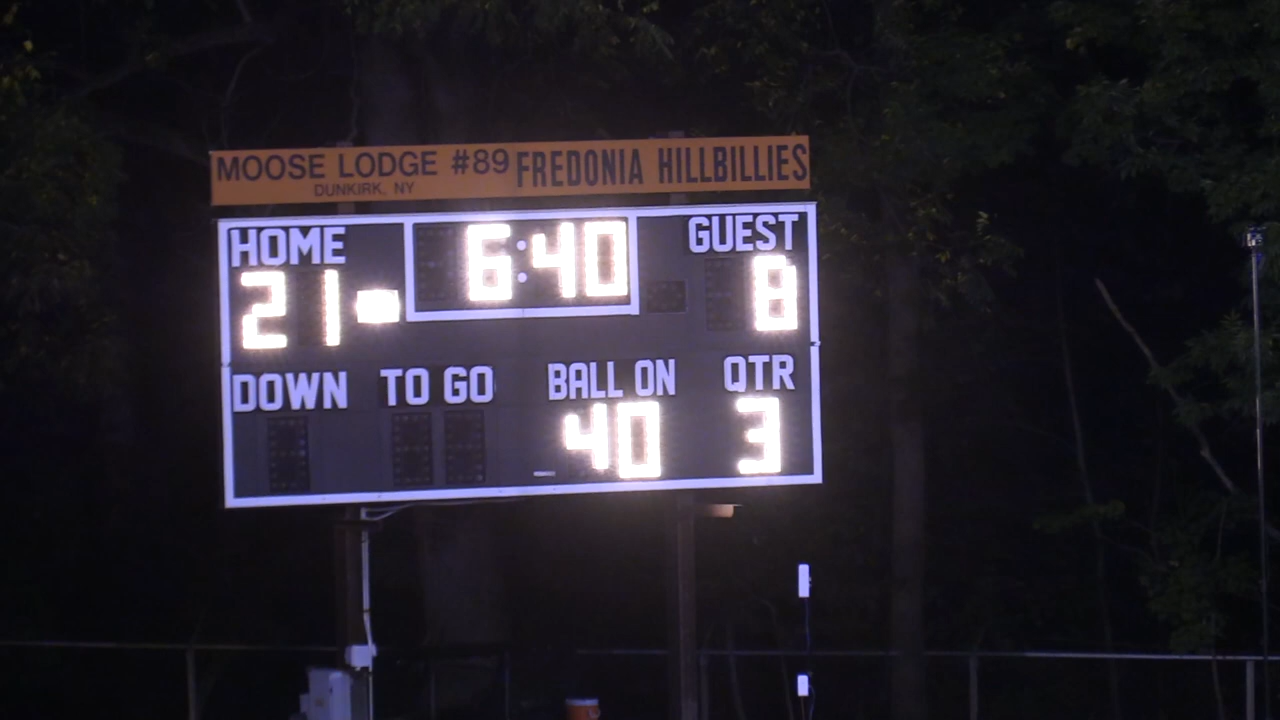 MOOSE LODGE #89 FREDONIA HILLBILLIES
DUNKIRK, NY
HOME 6:40 GUEST
21 8
DOWN TO GO BALL ON QTR
40 3